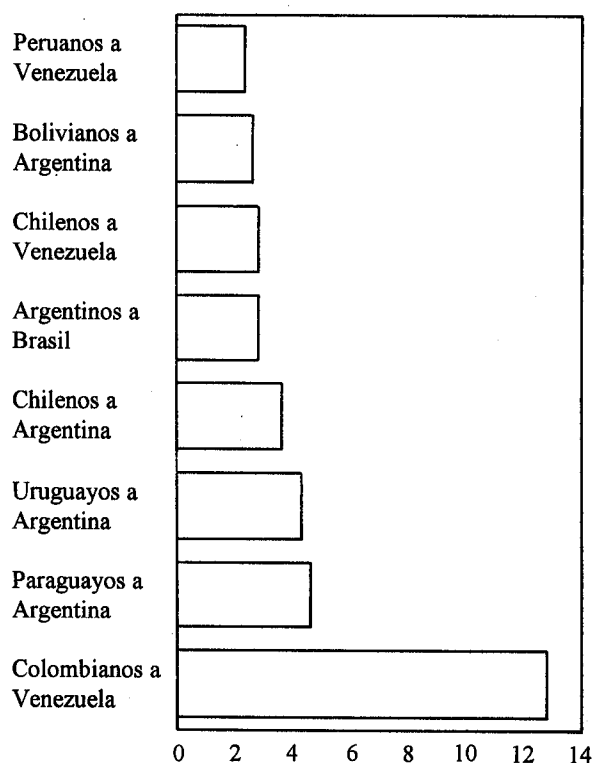 Peruanos a
Venezuela
Bolivianos a
Argentina
Chilenos a
Venezuela
Argentinos a
Brasil
Chilenos a
Argentina
Uruguayos a
Argentina
Paraguayos a
Argentina
Colombianos a
Venezuela
0 2 4 6 8 10 12 14